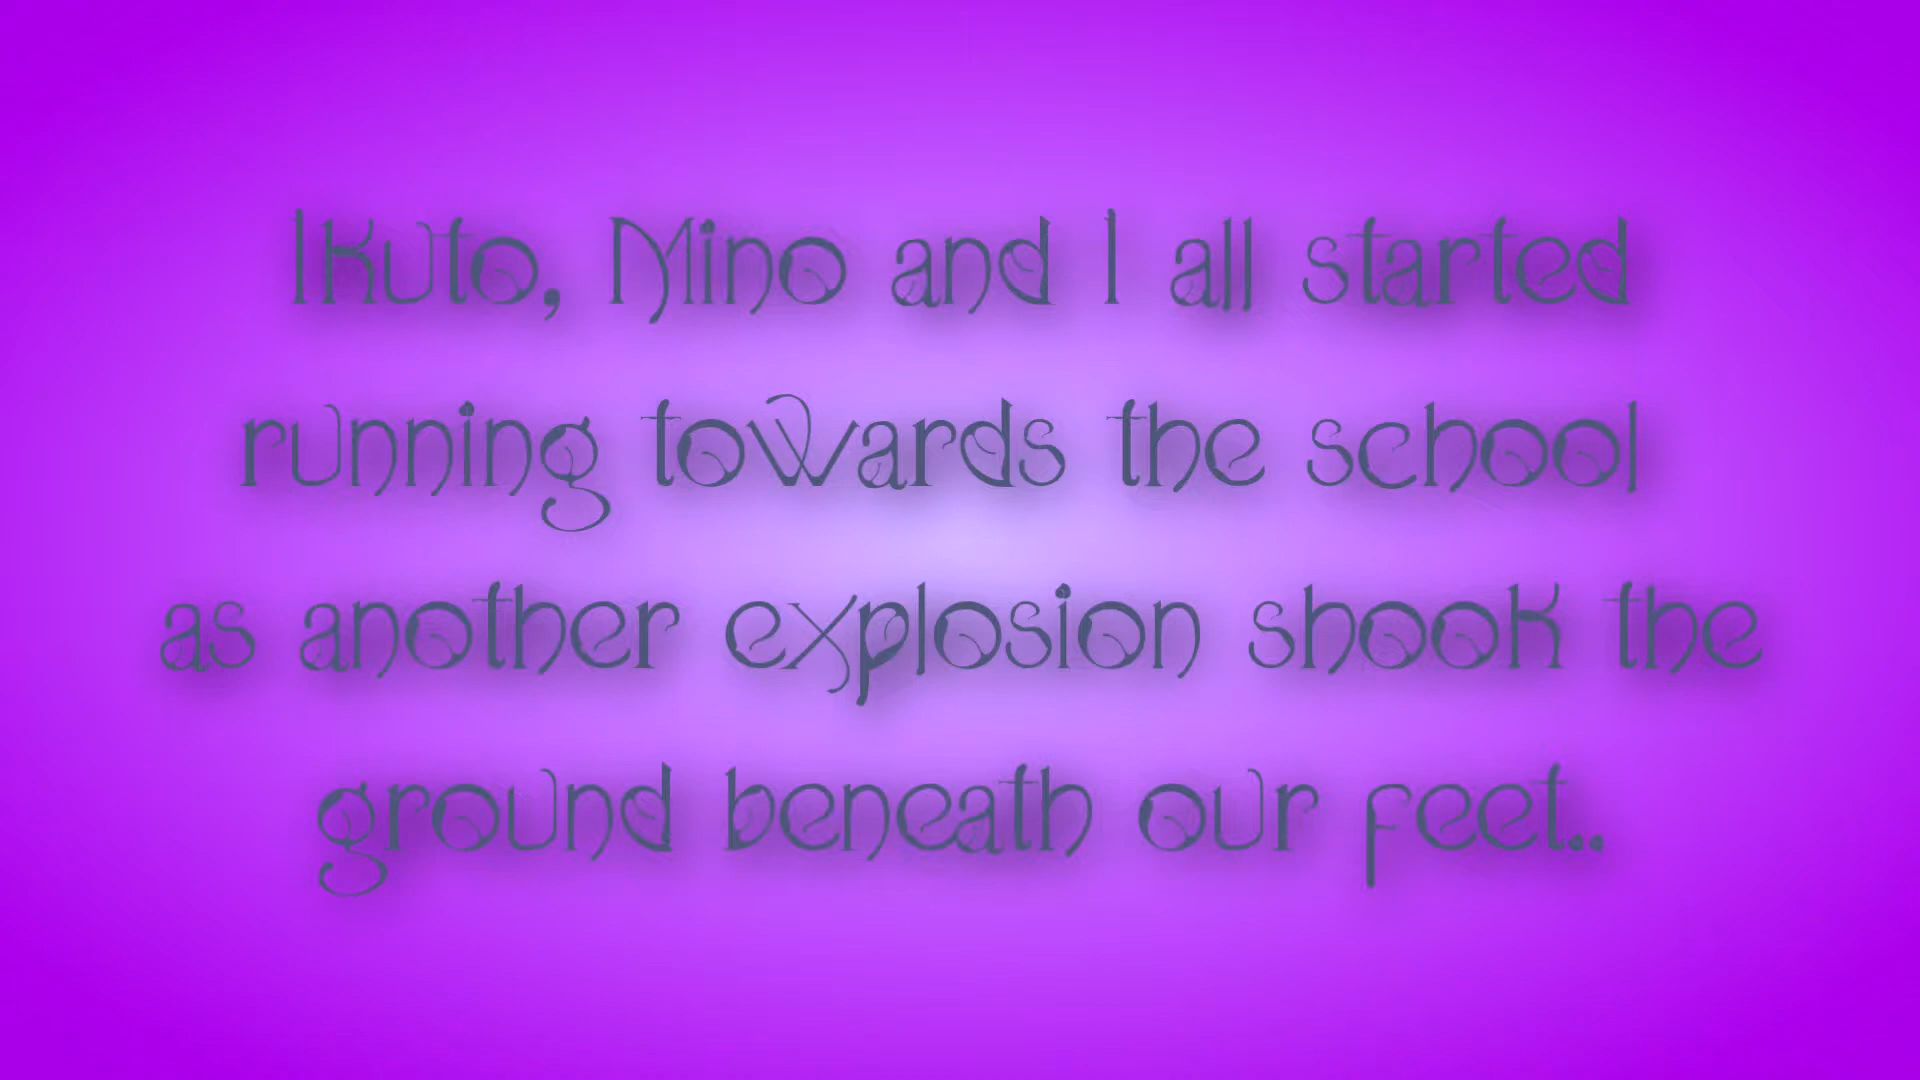 Ikuto, Mino and I all started
running towards the school
as another explosion shook the
ground beneath our feet..